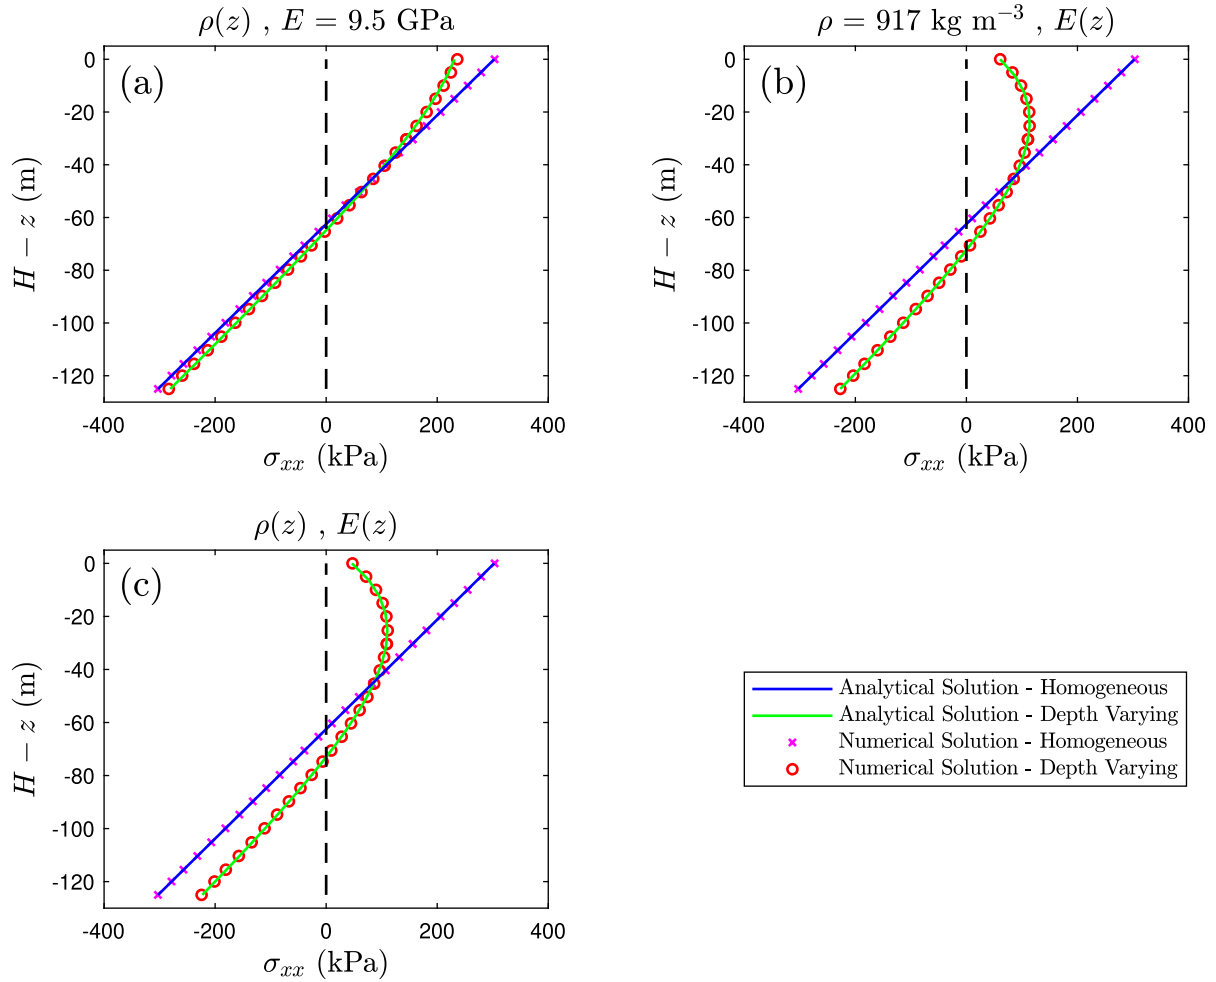 ρ(z) , E = 9.5 GPa
(a)
0
-20
-40
-60
-80
-100
-120
H − z (m)
-400 -200 0 200 400
σxx (kPa)
ρ = 917 kg m−3 , E(z)
(b)
0
-20
-40
-60
-80
-100
-120
H − z (m)
-400 -200 0 200 400
σxx (kPa)
ρ(z) , E(z)
(c)
0
-20
-40
-60
-80
-100
-120
H − z (m)
-400 -200 0 200 400
σxx (kPa)
Analytical Solution - Homogeneous
Analytical Solution - Depth Varying
Numerical Solution - Homogeneous
Numerical Solution - Depth Varying